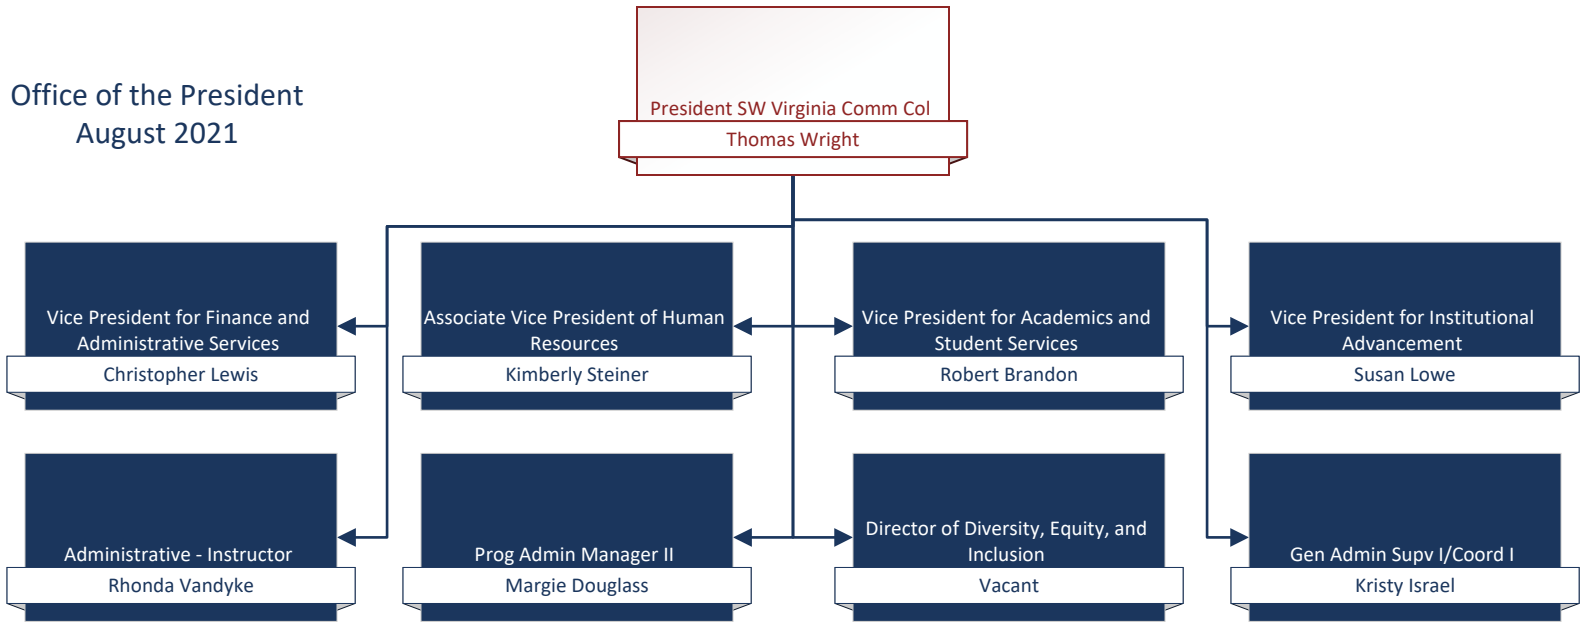 Office of the President
August 2021
President SW Virginia Comm Col
Thomas Wright
Vice President for Finance and
Administrative Services
Christopher Lewis
Associate Vice President of Human
Resources
Kimberly Steiner
Vice President for Academics and
Student Services
Robert Brandon
Vice President for Institutional
Advancement
Susan Lowe
Administrative - Instructor
Rhonda Vandyke
Prog Admin Manager II
Margie Douglass
Director of Diversity, Equity, and
Inclusion
Vacant
Gen Admin Supv I/Coord I
Kristy Israel